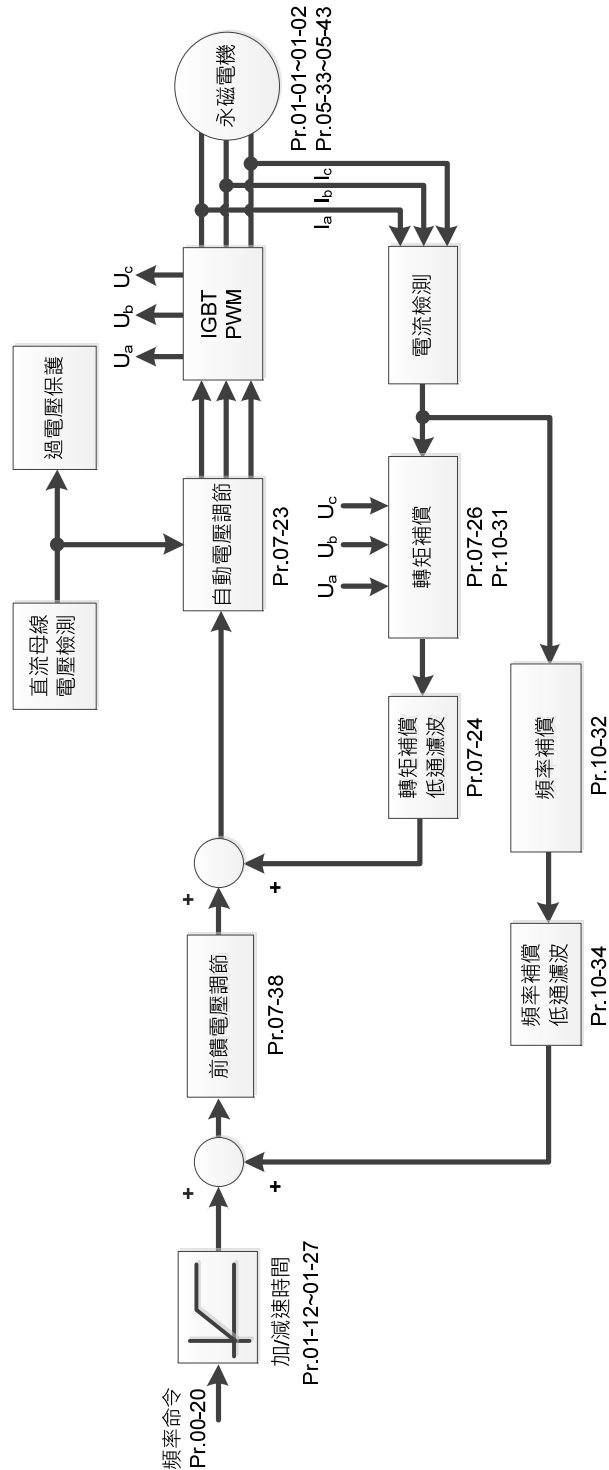 頻率命令
Pr.00-20
加/減速時間
Pr.01-12~01-27
+
+
前饋電壓調節
Pr.07-38
+
+
直流母線
電壓檢測
過電壓保護
自動電壓調節
Pr.07-23
IGBT
PWM
Ua
Ub
Uc
永磁電機
Pr.01-01~01-02
Pr.05-33~05-43
Ia
Ib
Ic
電流檢測
Ua
Ub
Uc
轉矩補償
Pr.07-26
Pr.10-31
轉矩補償
低通濾波
Pr.07-24
頻率補償
Pr.10-32
頻率補償
低通濾波
Pr.10-34